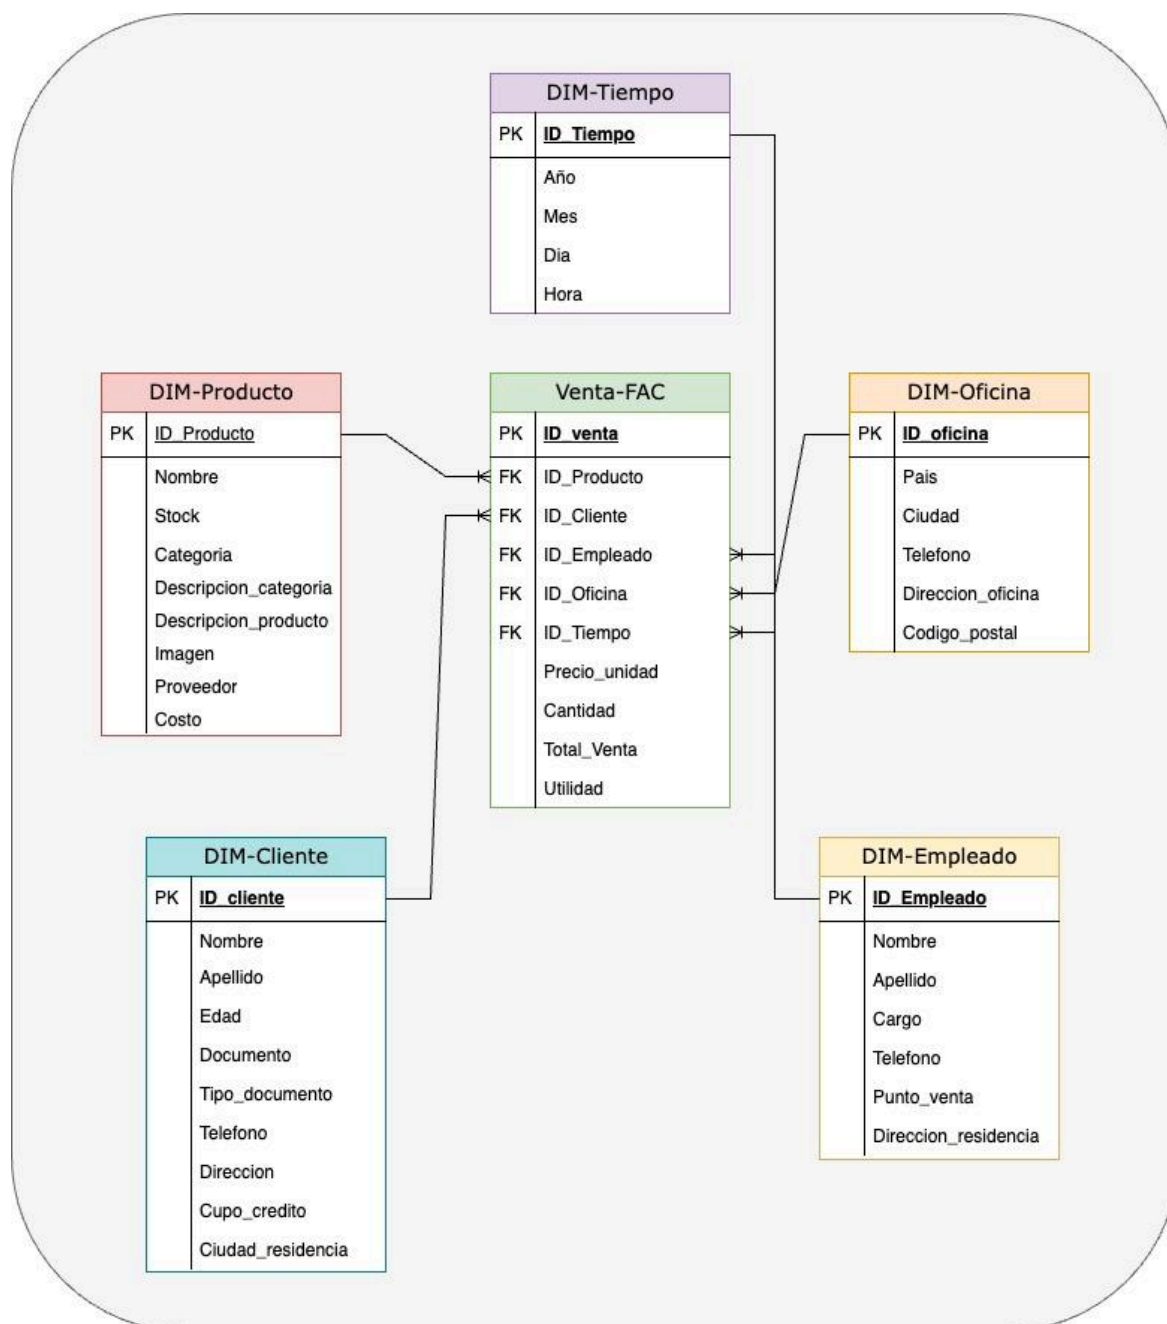 DIM-Tiempo
PK ID_Tiempo
Año
Mes
Dia
Hora
DIM-Producto
PK ID_Producto
Nombre
Stock
Categoria
Descripcion_categoria
Descripcion_producto
Imagen
Proveedor
Costo
Venta-FAC
PK ID_venta
FK ID_Producto
FK ID_Cliente
FK ID_Empleado
FK ID_Oficina
FK ID_Tiempo
Precio_unidad
Cantidad
Total_Venta
Utilidad
DIM-Oficina
PK ID_oficina
Pais
Ciudad
Telefono
Direccion_oficina
Codigo_postal
DIM-Cliente
PK ID_cliente
Nombre
Apellido
Edad
Documento
Tipo_documento
Telefono
Direccion
Cupo_credito
Ciudad_residencia
DIM-Empleado
PK ID_Empleado
Nombre
Apellido
Cargo
Telefono
Punto_venta
Direccion_residencia